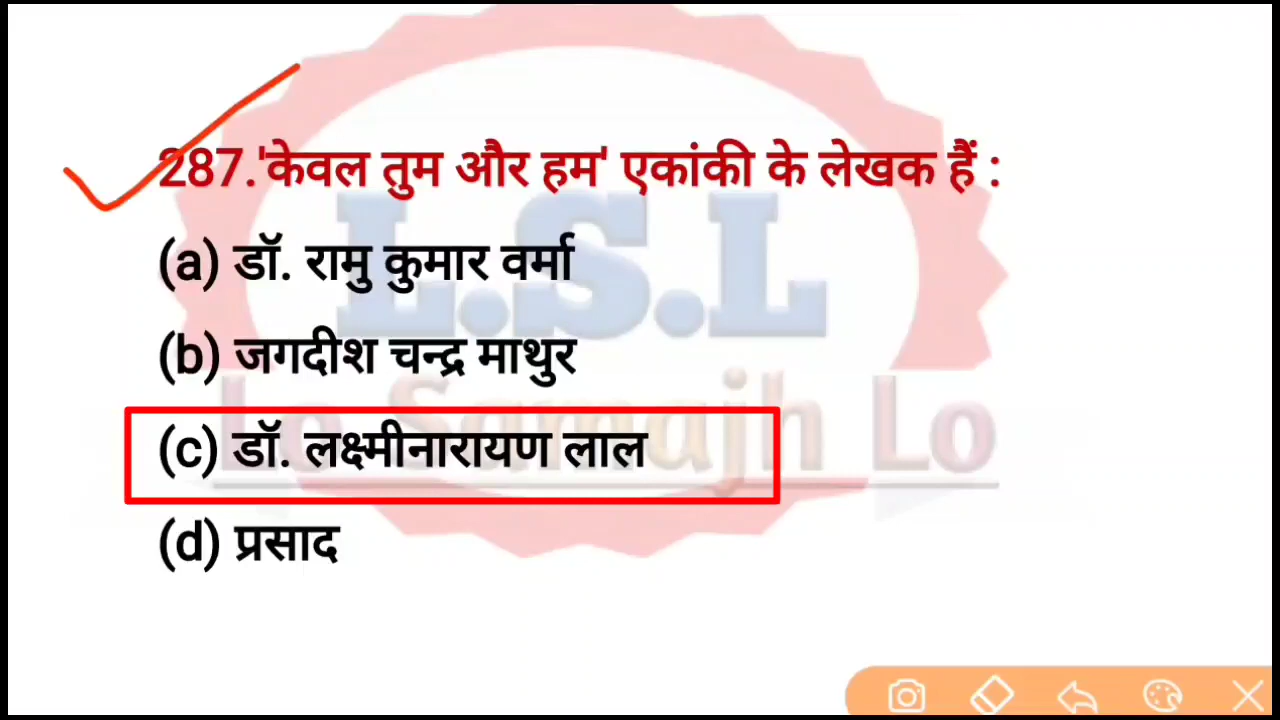 287.'केवल तुम और हम' एकांकी के लेखक हैं :
(a) डॉ. रामु कुमार वर्मा
(b) जगदीश चन्द्र माथुर
(c) डॉ. लक्ष्मीनारायण लाल
(d) प्रसाद
L.S.L
Lo Samajh Lo